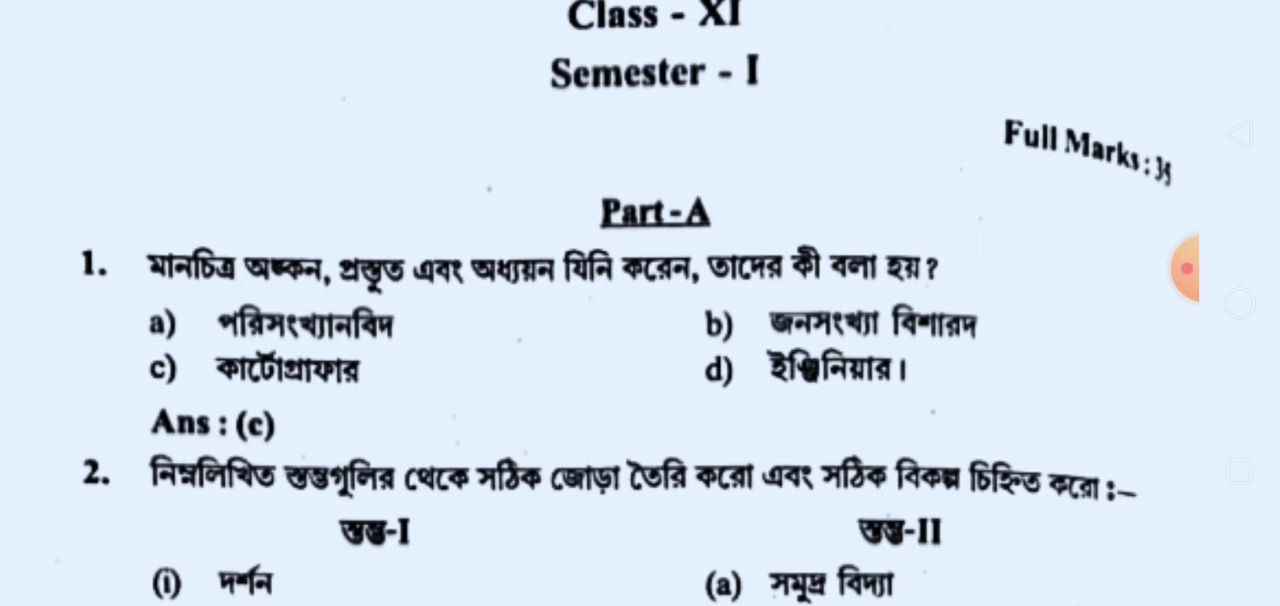 Class - XI
Semester - I
Full Marks : 35
Part - A
1. মানচিত্র অঙ্কন, প্রস্তুত এবং অধ্যয়ন যিনি করেন, তাদের কী বলা হয় ?
a) পরিসংখ্যানবিদ b) জনসংখ্যা বিশারদ
c) কার্টোগ্রাফার d) ইঞ্জিনিয়ার।
Ans : (c)
2. নিম্নলিখিত স্তম্ভগুলির থেকে সঠিক জোড়া তৈরি করো এবং সঠিক বিকল্প চিহ্নিত করো :–
স্তম্ভ-I স্তম্ভ-II
(i) দর্শন (a) সমুদ্র বিদ্যা